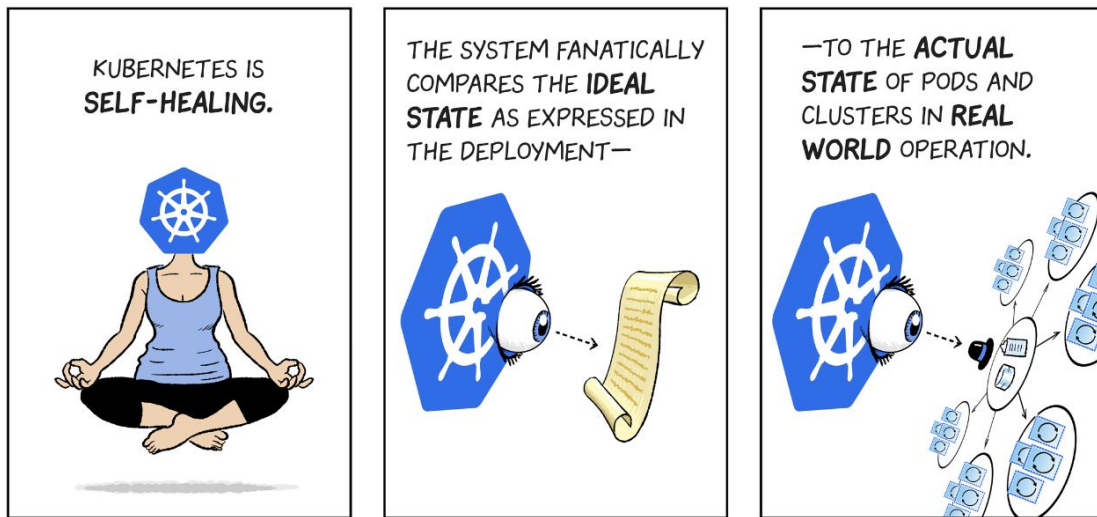 KUBERNETES IS
SELF-HEALING.
THE SYSTEM FANATICALLY
COMPARES THE IDEAL
STATE AS EXPRESSED IN
THE DEPLOYMENT—
—TO THE ACTUAL
STATE OF PODS AND
CLUSTERS IN REAL
WORLD OPERATION.